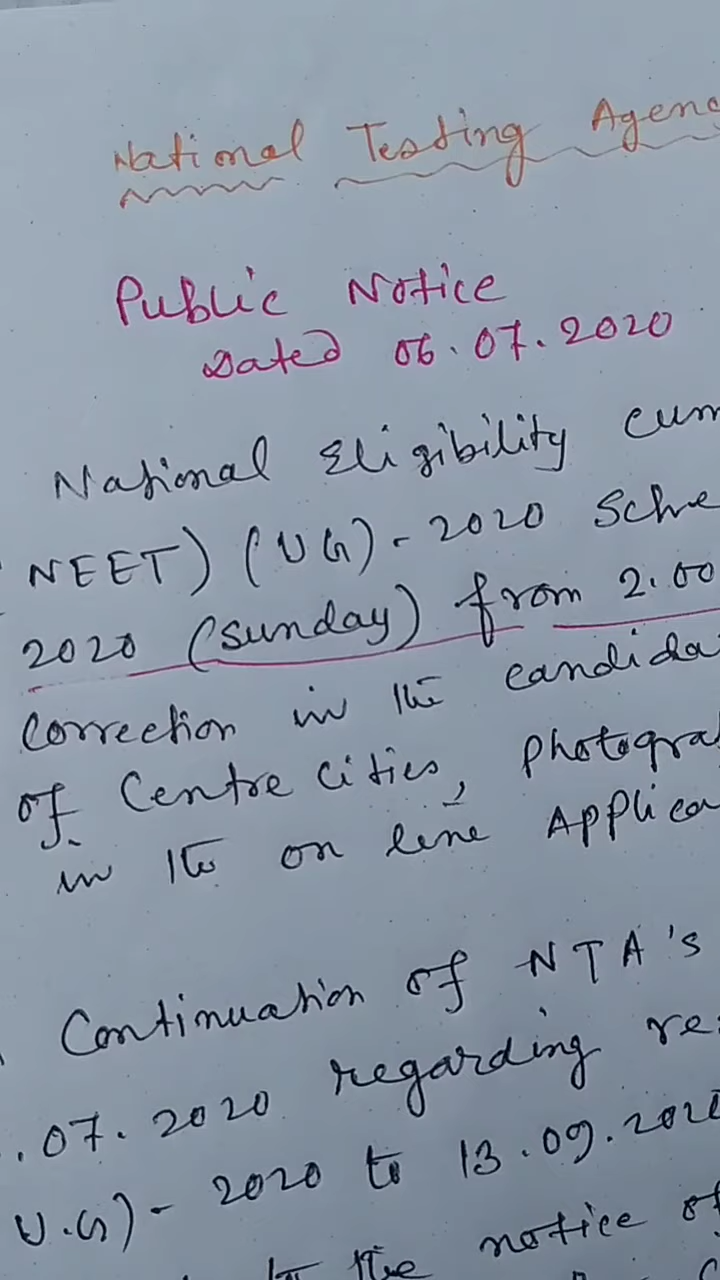 National Testing Agenc
Public Notice
Dated 06.07.2020
National Eligibility cum
NEET) (UG)-2020 Sche
2020 (Sunday) from 2.00
Correction in the candida
of Centre Cities, Photogra
in the on line Applica
Continuation of NTA's
.07.2020 regarding re
U.G)- 2020 to 13.09.2020
the notice of